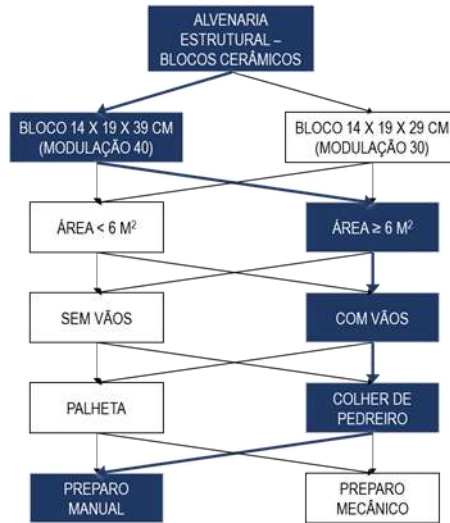 ALVENARIA
ESTRUTURAL –
BLOCOS CERÂMICOS
BLOCO 14 X 19 X 39 CM
(MODULAÇÃO 40)
BLOCO 14 X 19 X 29 CM
(MODULAÇÃO 30)
ÁREA < 6 M²
ÁREA ≥ 6 M²
SEM VÃOS
COM VÃOS
PALHETA
COLHER DE
PEDREIRO
PREPARO
MANUAL
PREPARO
MECÂNICO